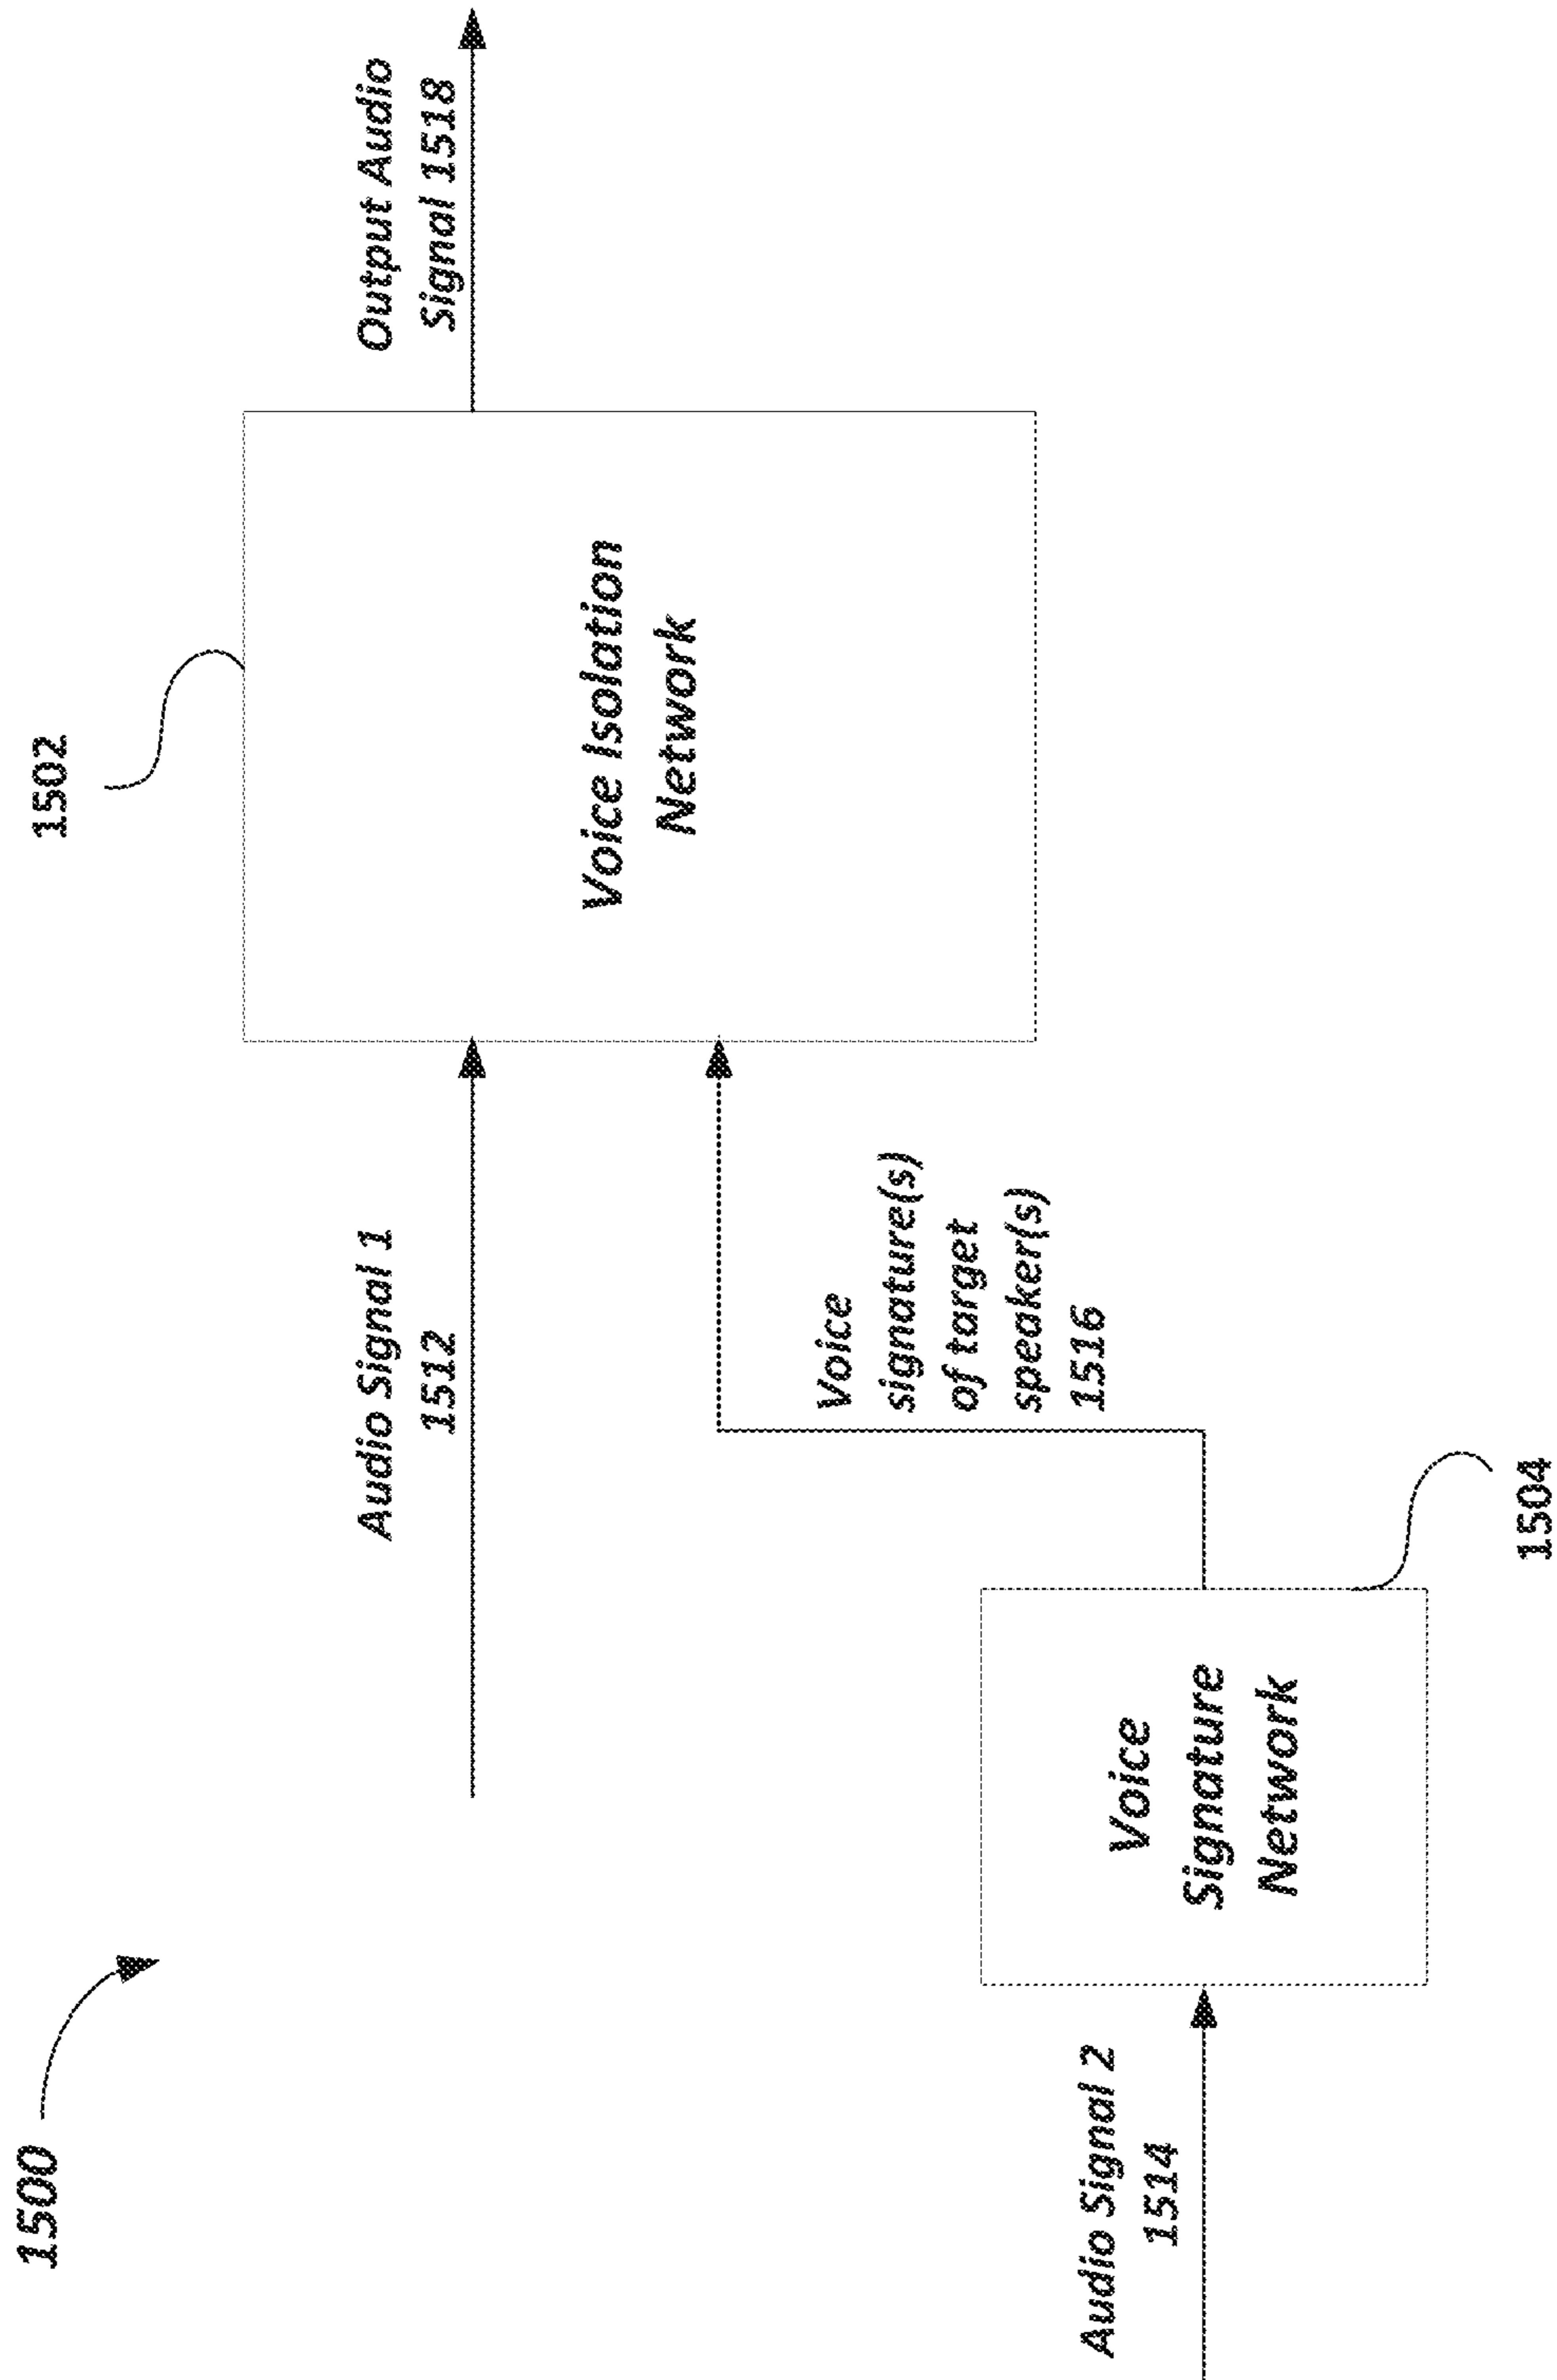 1500
1502
Audio Signal 1
1512
Output Audio
Signal 1518
Voice Isolation
Network
Voice
signature(s)
of target
speaker(s)
1516
Audio Signal 2
1514
Voice
Signature
Network
1504